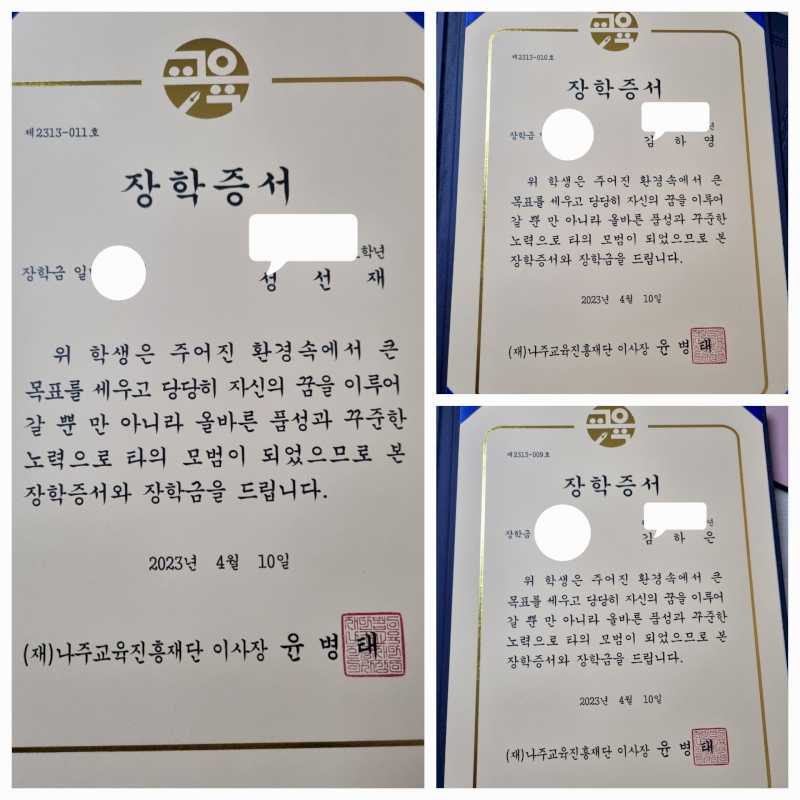 교육
제2313-011호
장학증서
학년
장학금
성 선 재
위 학생은 주어진 환경속에서 큰
목표를 세우고 당당히 자신의 꿈을 이루어
갈 뿐 만 아니라 올바른 품성과 꾸준한
노력으로 타의 모범이 되었으므로 본
장학증서와 장학금을 드립니다.
2023년 4월 10일
(재)나주교육진흥재단 이사장 윤 병 태
교육
제2313-010호
장학증서
장학금
김 하 영
위 학생은 주어진 환경속에서 큰
목표를 세우고 당당히 자신의 꿈을 이루어
갈 뿐 만 아니라 올바른 품성과 꾸준한
노력으로 타의 모범이 되었으므로 본
장학증서와 장학금을 드립니다.
2023년 4월 10일
(재)나주교육진흥재단 이사장 윤 병 태
교육
제2313-009호
장학증서
장학금
김 하 은
위 학생은 주어진 환경속에서 큰
목표를 세우고 당당히 자신의 꿈을 이루어
갈 뿐 만 아니라 올바른 품성과 꾸준한
노력으로 타의 모범이 되었으므로 본
장학증서와 장학금을 드립니다.
2023년 4월 10일
(재)나주교육진흥재단 이사장 윤 병 태